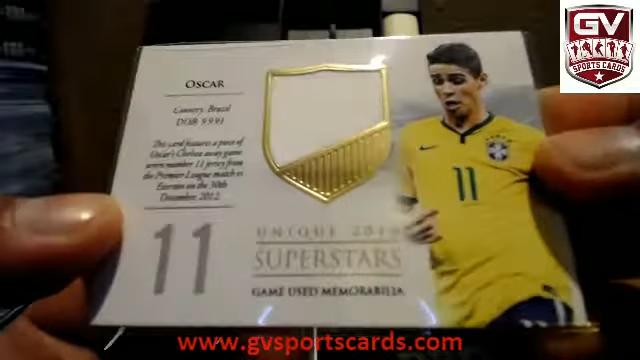 GV
SPORTS CARDS
OSCAR
Country: Brazil
DOB 9.9.91
This card features a piece of
Oscar's Chelsea away game
worn number 11 jersey from
the Premier League match vs
Everton on the 30th
December 2012.
11
UNIQUE
SUPERSTARS
GAME USED MEMORABILIA
11
www.gvsportscards.com